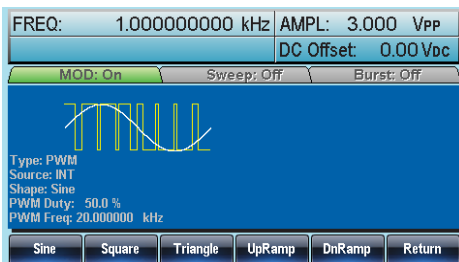 FREQ: 1.000000000 kHz AMPL: 3.000 VPP
DC Offset: 0.00 VDC
MOD: On Sweep: Off Burst: Off
Type: PWM
Source: INT
Shape: Sine
PWM Duty: 50.0 %
PWM Freq: 20.000000 kHz
Sine Square Triangle UpRamp DnRamp Return